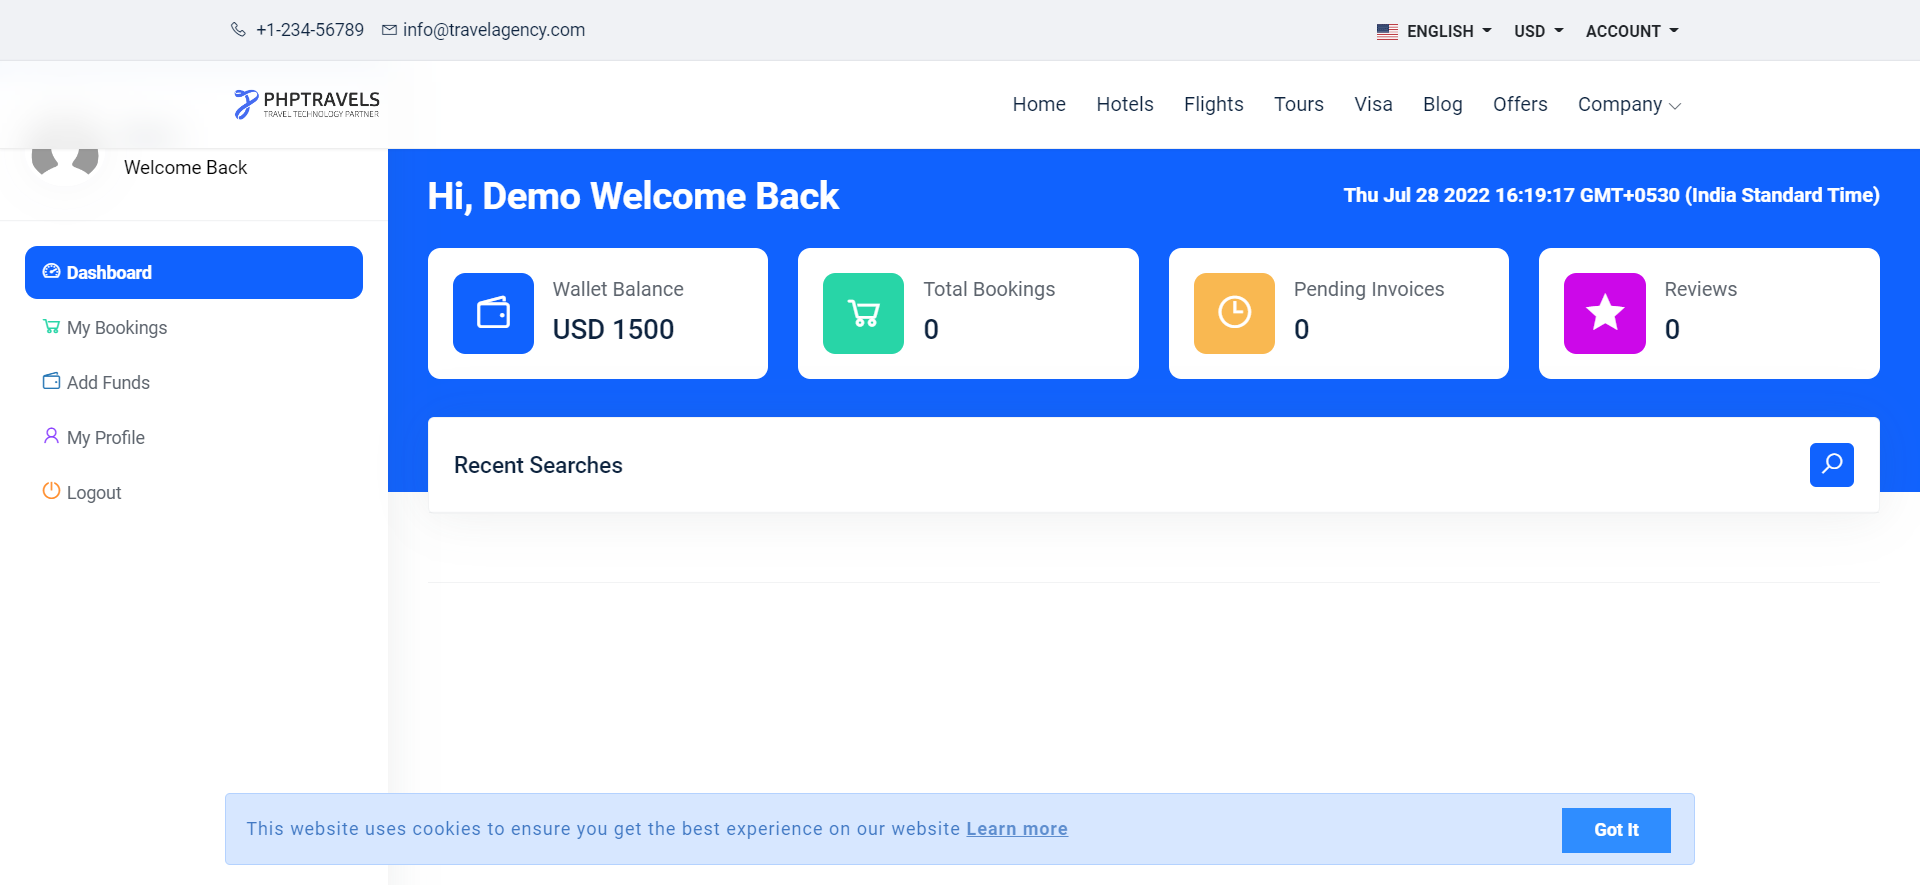 +1-234-56789 info@travelagency.com ENGLISH USD ACCOUNT
PHPTRAVELS
TRAVEL TECHNOLOGY PARTNER
Home Hotels Flights Tours Visa Blog Offers Company
Welcome Back
Dashboard
My Bookings
Add Funds
My Profile
Logout
Hi, Demo Welcome Back
Thu Jul 28 2022 16:19:17 GMT+0530 (India Standard Time)
Wallet Balance
USD 1500
Total Bookings
0
Pending Invoices
0
Reviews
0
Recent Searches
This website uses cookies to ensure you get the best experience on our website Learn more
Got It